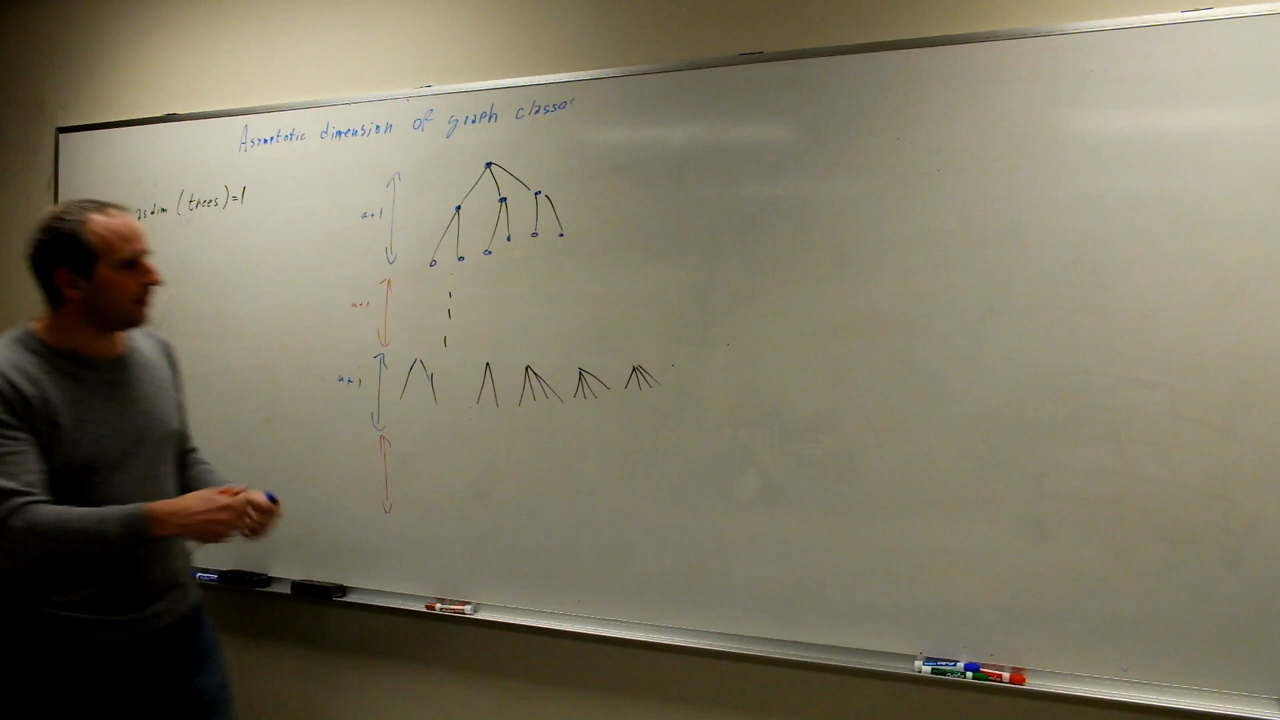 Asymptotic dimension of graph classes
asdim (trees)=1
a+1
a+1
a+1